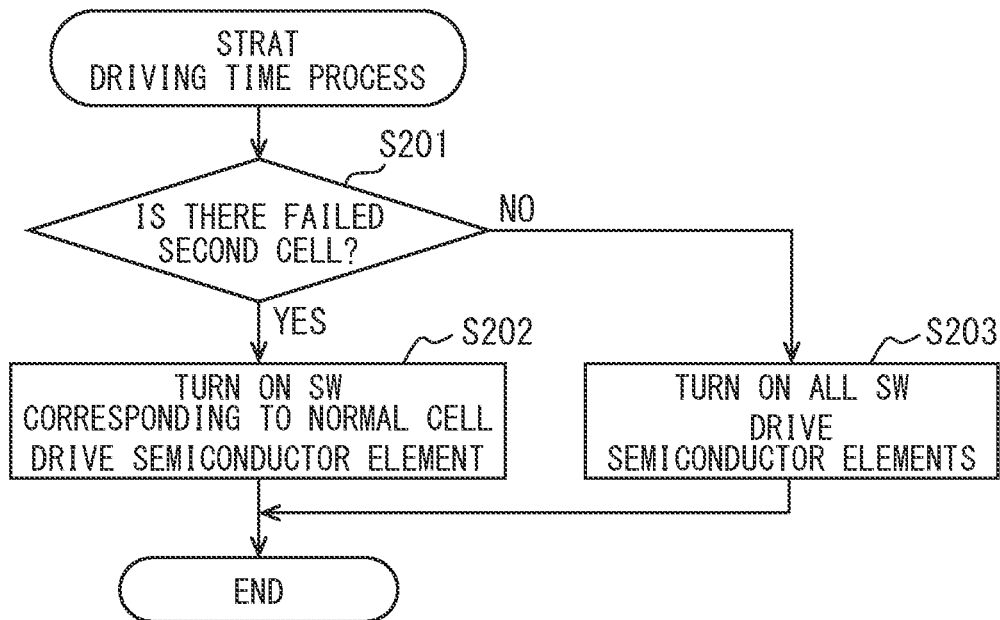 STRAT
DRIVING TIME PROCESS
S201
IS THERE FAILED
SECOND CELL?
NO
YES
S202
TURN ON SW
CORRESPONDING TO NORMAL CELL
DRIVE SEMICONDUCTOR ELEMENT
S203
TURN ON ALL SW
DRIVE
SEMICONDUCTOR ELEMENTS
END